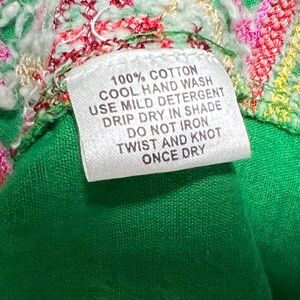 100% COTTON
COOL HAND WASH
USE MILD DETERGENT
DRIP DRY IN SHADE
DO NOT IRON
TWIST AND KNOT
ONCE DRY